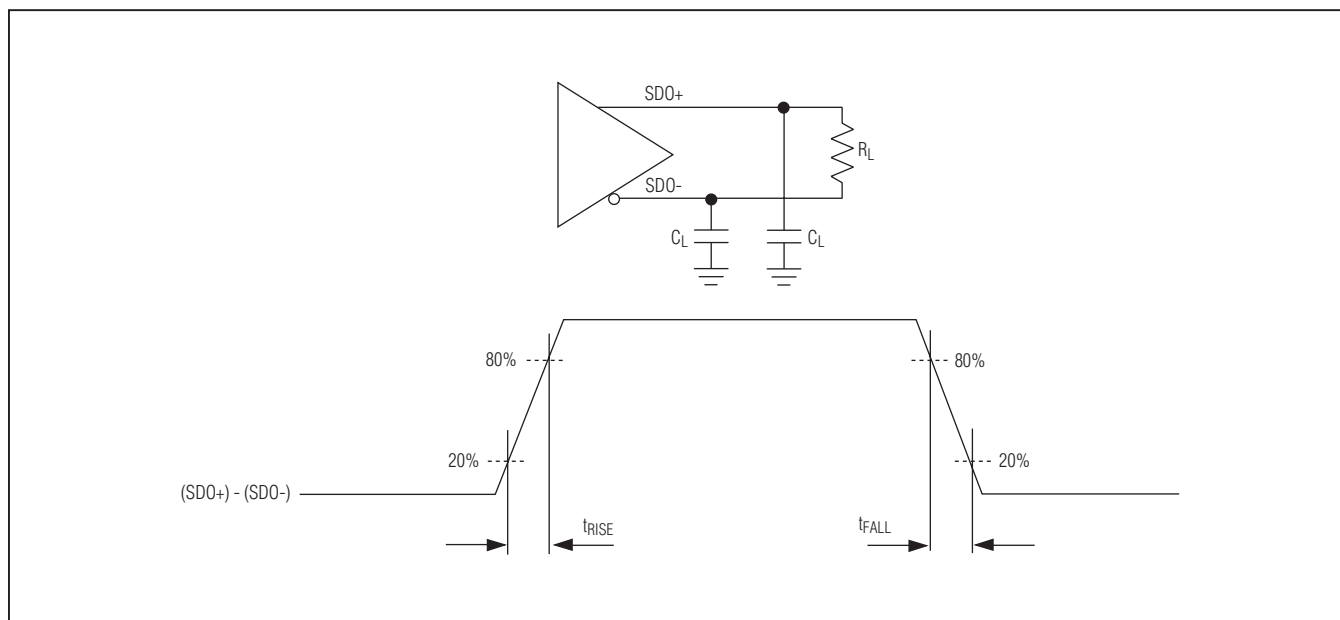 SDO+
RL
SDO-
CL
CL
80%
80%
20%
20%
(SDO+) - (SDO-)
tRISE
tFALL